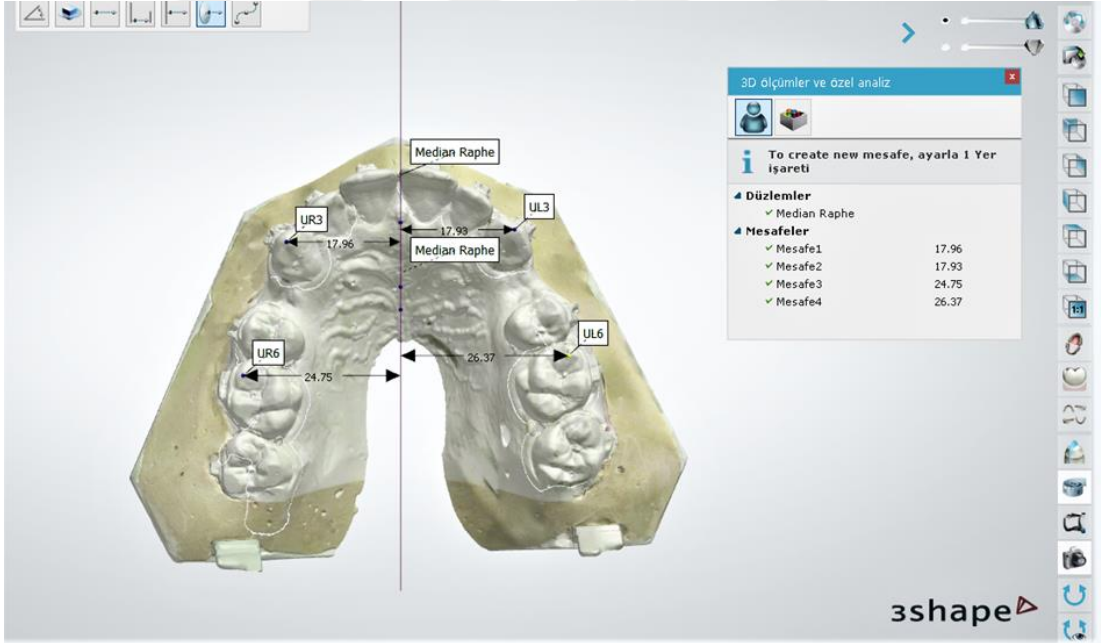 3D ölçümler ve özel analiz
x
i To create new mesafe, ayarla 1 Yer
işareti
Düzlemler
Median Raphe
Mesafeler
Mesafe1 17.96
Mesafe2 17.93
Mesafe3 24.75
Mesafe4 26.37
Median Raphe
UR3
UL3
17.96
17.93
Median Raphe
UL6
UR6
26.37
24.75
1:1
3shape